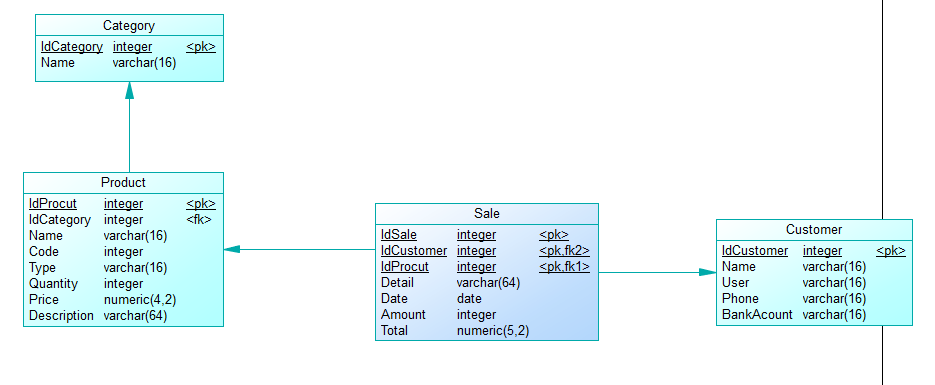 Category
IdCategory integer <pk>
Name varchar(16)
Product
IdProcut integer <pk>
IdCategory integer <fk>
Name varchar(16)
Code integer
Type varchar(16)
Quantity integer
Price numeric(4,2)
Description varchar(64)
Sale
IdSale integer <pk>
IdCustomer integer <pk,fk2>
IdProcut integer <pk,fk1>
Detail varchar(64)
Date date
Amount integer
Total numeric(5,2)
Customer
IdCustomer integer <pk>
Name varchar(16)
User varchar(16)
Phone varchar(16)
BankAcount varchar(16)